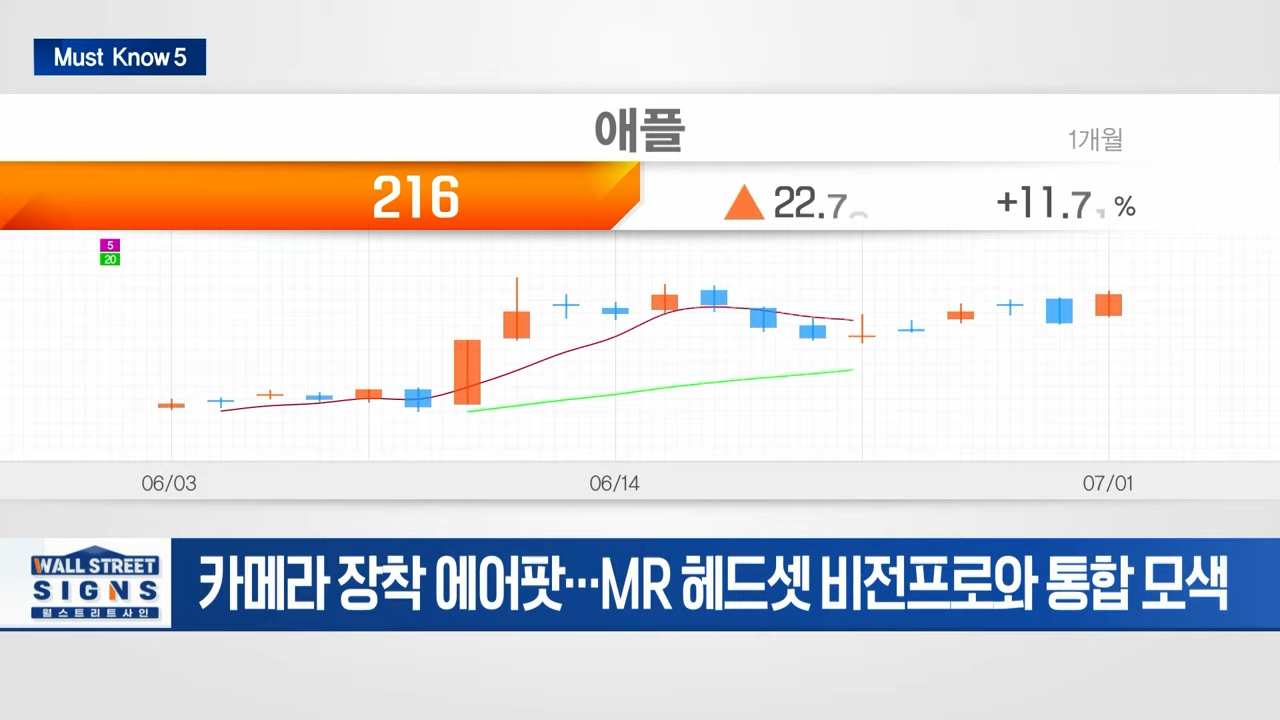 Must Know 5
애플
1개월
216
▲ 22.7
+11.7 %
5
20
06/03
06/14
07/01
WALL STREET
SIGNS
월스트리트사인
카메라 장착 에어팟…MR 헤드셋 비전프로와 통합 모색